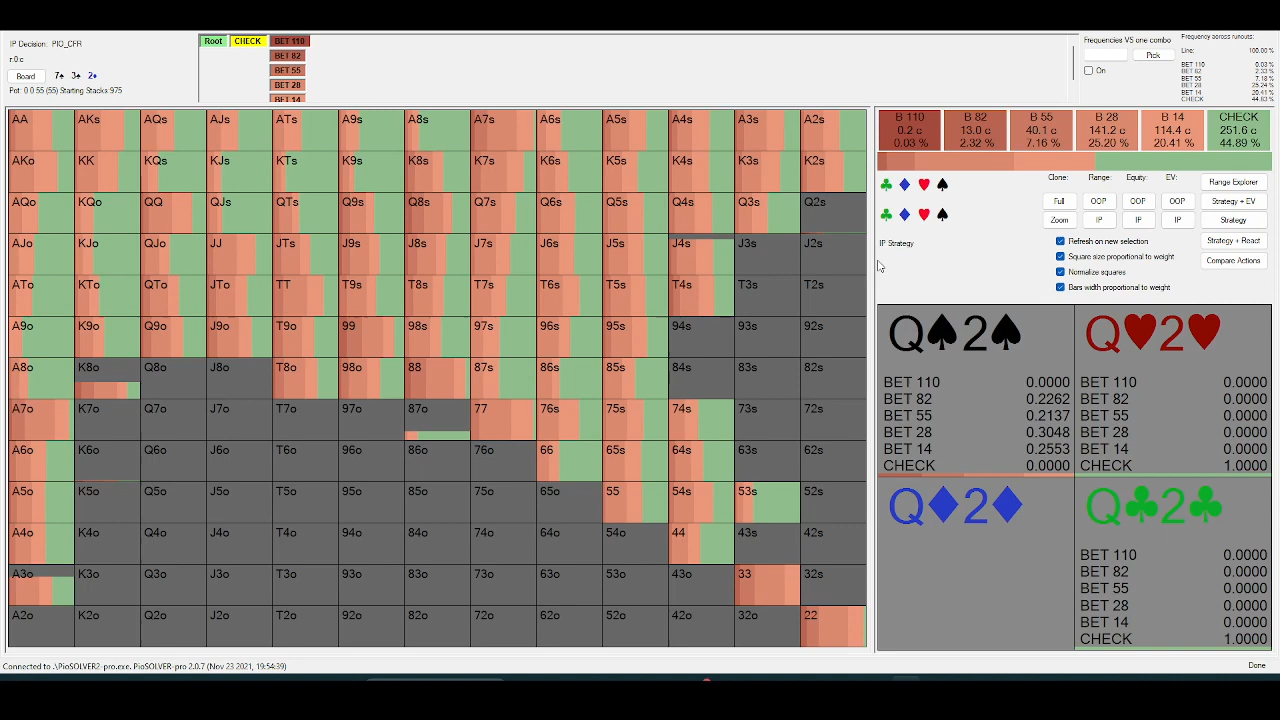 IP Decision: PIO_CFR
r:0:c
Board 7♠ 3♠ 2♦
Pot: 0 0 55 (55) Starting Stacks 975
Root CHECK BET 110
BET 82
BET 55
BET 28
BET 14
Frequencies VS one combo
Pick
On
Frequency across runouts:
Line: 100.00 %
BET 110 0.03 %
BET 82 2.33 %
BET 55 7.18 %
BET 28 25.24 %
BET 14 20.41 %
CHECK 44.83 %
AA AKs AQs AJs ATs A9s A8s A7s A6s A5s A4s A3s A2s
AKo KK KQs KJs KTs K9s K8s K7s K6s K5s K4s K3s K2s
AQo KQo QQ QJs QTs Q9s Q8s Q7s Q6s Q5s Q4s Q3s Q2s
AJo KJo QJo JJ JTs J9s J8s J7s J6s J5s J4s J3s J2s
ATo KTo QTo JTo TT T9s T8s T7s T6s T5s T4s T3s T2s
A9o K9o Q9o J9o T9o 99 98s 97s 96s 95s 94s 93s 92s
A8o K8o Q8o J8o T8o 98o 88 87s 86s 85s 84s 83s 82s
A7o K7o Q7o J7o T7o 97o 87o 77 76s 75s 74s 73s 72s
A6o K6o Q6o J6o T6o 96o 86o 76o 66 65s 64s 63s 62s
A5o K5o Q5o J5o T5o 95o 85o 75o 65o 55 54s 53s 52s
A4o K4o Q4o J4o T4o 94o 84o 74o 64o 54o 44 43s 42s
A3o K3o Q3o J3o T3o 93o 83o 73o 63o 53o 43o 33 32s
A2o K2o Q2o J2o T2o 92o 82o 72o 62o 52o 42o 32o 22
B 110 B 82 B 55 B 28 B 14 CHECK
0.2 c 13.0 c 40.1 c 141.2 c 114.4 c 251.6 c
0.03 % 2.32 % 7.16 % 25.20 % 20.41 % 44.89 %
♣ ♦ ♥ ♠
♣ ♦ ♥ ♠
IP Strategy
Clone: Range: Equity: EV:
Full OOP OOP OOP
Zoom IP IP IP
Refresh on new selection
Square size proportional to weight
Normalize squares
Bars width proportional to weight
Range Explorer
Strategy + EV
Strategy
Strategy + React
Compare Actions
Q♠2♠
BET 110 0.0000
BET 82 0.2262
BET 55 0.2137
BET 28 0.3048
BET 14 0.2553
CHECK 0.0000
Q♥2♥
BET 110 0.0000
BET 82 0.0000
BET 55 0.0000
BET 28 0.0000
BET 14 0.0000
CHECK 1.0000
Q♦2♦
Q♣2♣
BET 110 0.0000
BET 82 0.0000
BET 55 0.0000
BET 28 0.0000
BET 14 0.0000
CHECK 1.0000
Connected to .\PioSOLVER2-pro.exe. PioSOLVER-pro 2.0.7 (Nov 23 2021, 19:54:39)
Done